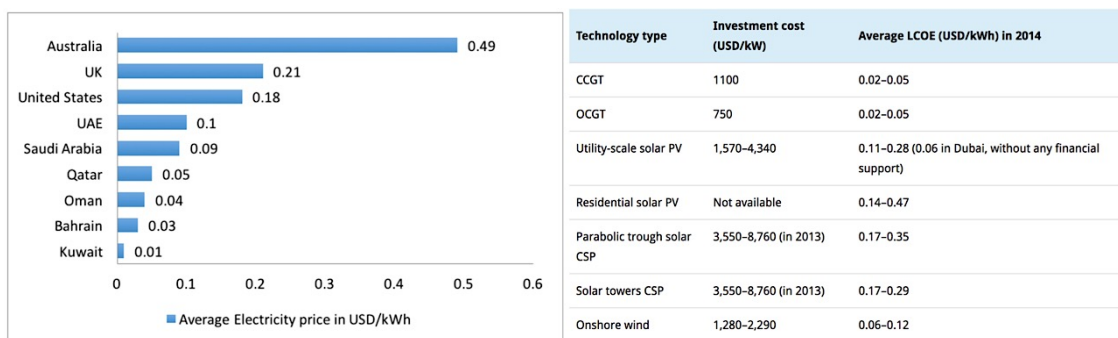 Australia 0.49
UK 0.21
United States 0.18
UAE 0.1
Saudi Arabia 0.09
Qatar 0.05
Oman 0.04
Bahrain 0.03
Kuwait 0.01
0 0.1 0.2 0.3 0.4 0.5 0.6
Average Electricity price in USD/kWh
Technology type
Investment cost
(USD/kW)
Average LCOE (USD/kWh) in 2014
CCGT 1100 0.02–0.05
OCGT 750 0.02–0.05
Utility-scale solar PV 1,570–4,340 0.11–0.28 (0.06 in Dubai, without any financial
support)
Residential solar PV Not available 0.14–0.47
Parabolic trough solar 3,550–8,760 (in 2013) 0.17–0.35
CSP
Solar towers CSP 3,550–8,760 (in 2013) 0.17–0.29
Onshore wind 1,280–2,290 0.06–0.12